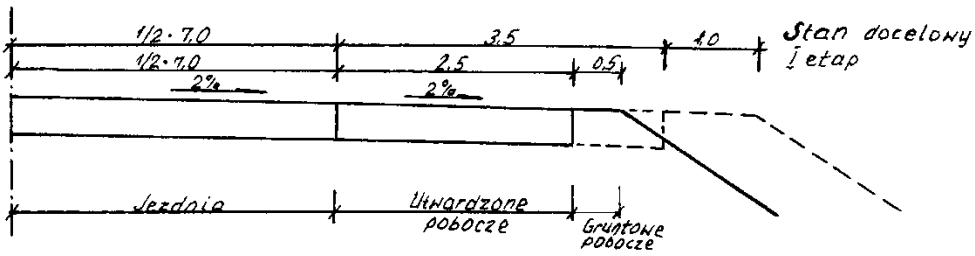 1/2·7,0 3,5 1,0 Stan docelowy
1/2·7,0 2,5 0,5 I etap
2% 2%
Jezdnia Utwardzone pobocze Gruntowe pobocze